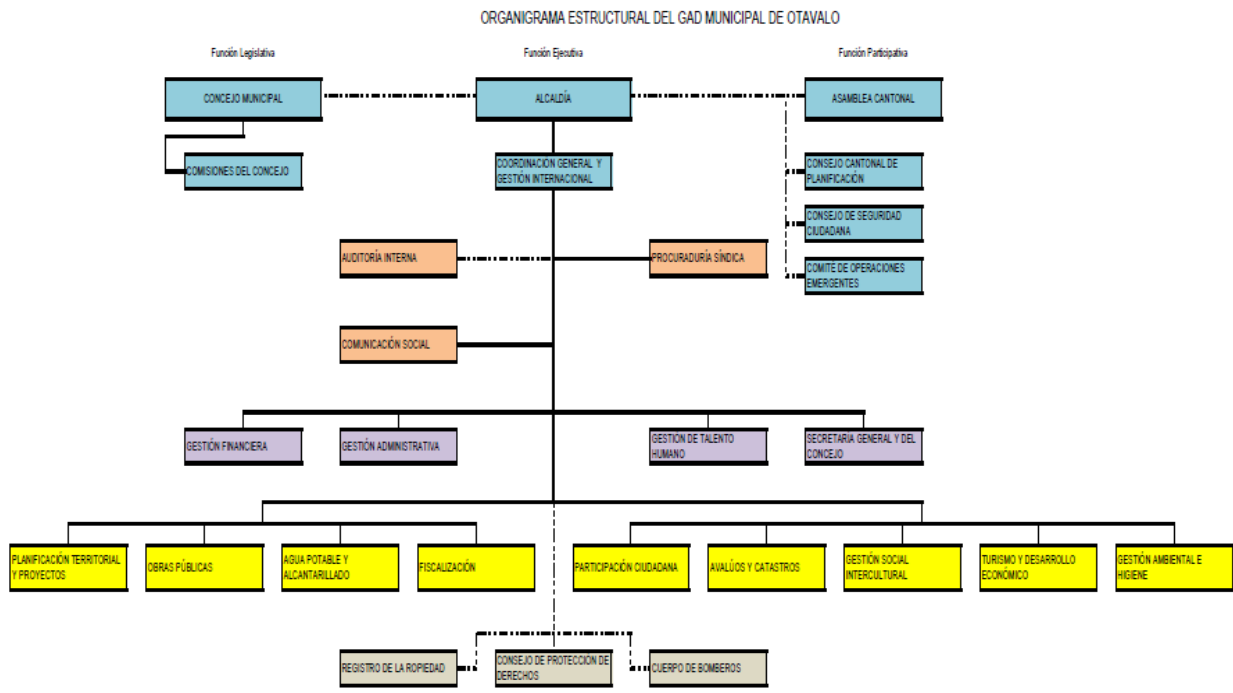 ORGANIGRAMA ESTRUCTURAL DEL GAD MUNICIPAL DE OTAVALO
Función Legislativa
Función Ejecutiva
Función Participativa
CONCEJO MUNICIPAL
ALCALDÍA
ASAMBLEA CANTONAL
COMISIONES DEL CONCEJO
COORDINACIÓN GENERAL Y
GESTIÓN INTERNACIONAL
CONSEJO CANTONAL DE
PLANIFICACIÓN
CONSEJO DE SEGURIDAD
CIUDADANA
AUDITORÍA INTERNA
PROCURADURÍA SÍNDICA
COMITÉ DE OPERACIONES
EMERGENTES
COMUNICACIÓN SOCIAL
GESTIÓN FINANCIERA
GESTIÓN ADMINISTRATIVA
GESTIÓN DE TALENTO
HUMANO
SECRETARÍA GENERAL Y DEL
CONCEJO
PLANIFICACIÓN TERRITORIAL
Y PROYECTOS
OBRAS PÚBLICAS
AGUA POTABLE Y
ALCANTARILLADO
FISCALIZACIÓN
PARTICIPACIÓN CIUDADANA
AVALÚOS Y CATASTROS
GESTIÓN SOCIAL
INTERCULTURAL
TURISMO Y DESARROLLO
ECONÓMICO
GESTIÓN AMBIENTAL E
HIGIENE
REGISTRO DE LA ROPIEDAD
CONSEJO DE PROTECCIÓN DE
DERECHOS
CUERPO DE BOMBEROS